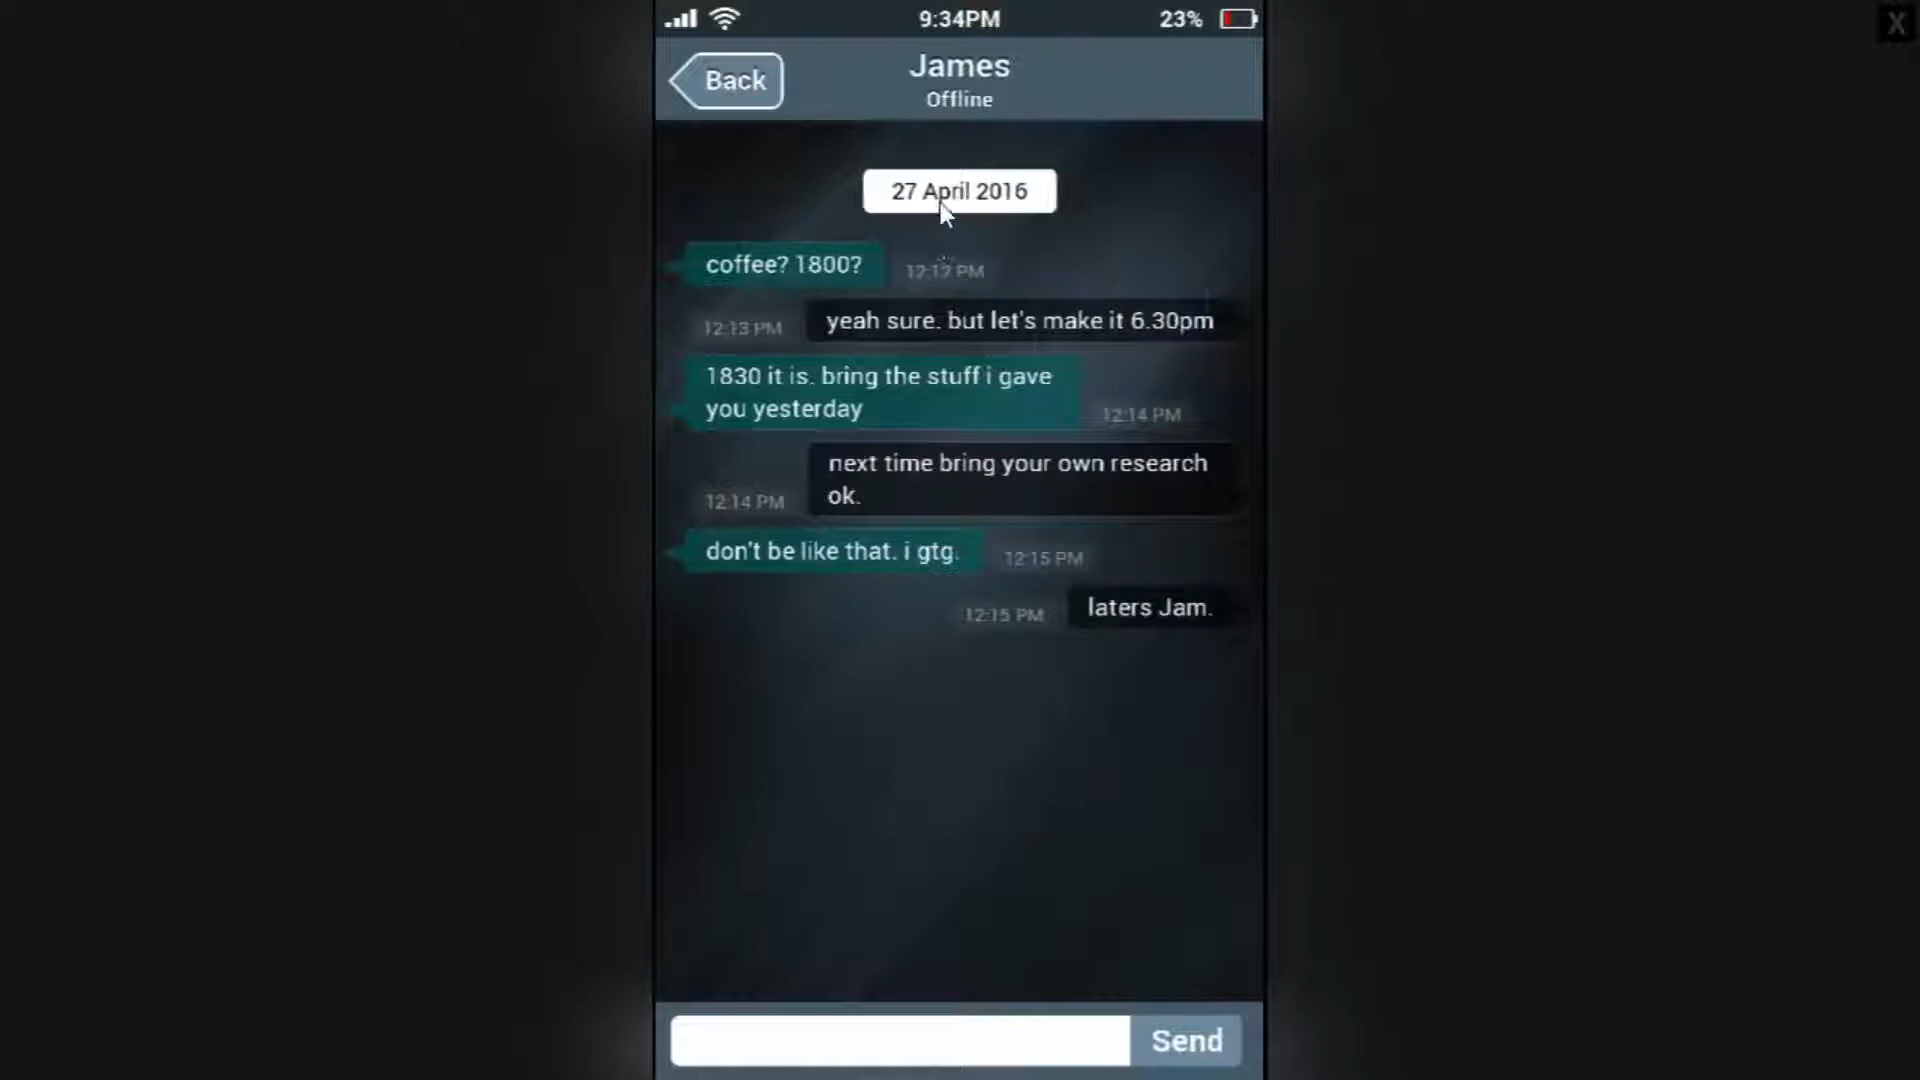 9:34PM
23%
X
Back
James
Offline
27 April 2016
coffee? 1800?
12:12 PM
12:13 PM
yeah sure. but let's make it 6.30pm
1830 it is. bring the stuff i gave
you yesterday
12:14 PM
next time bring your own research
ok.
12:14 PM
don't be like that. i gtg.
12:15 PM
12:15 PM
laters Jam.
Send